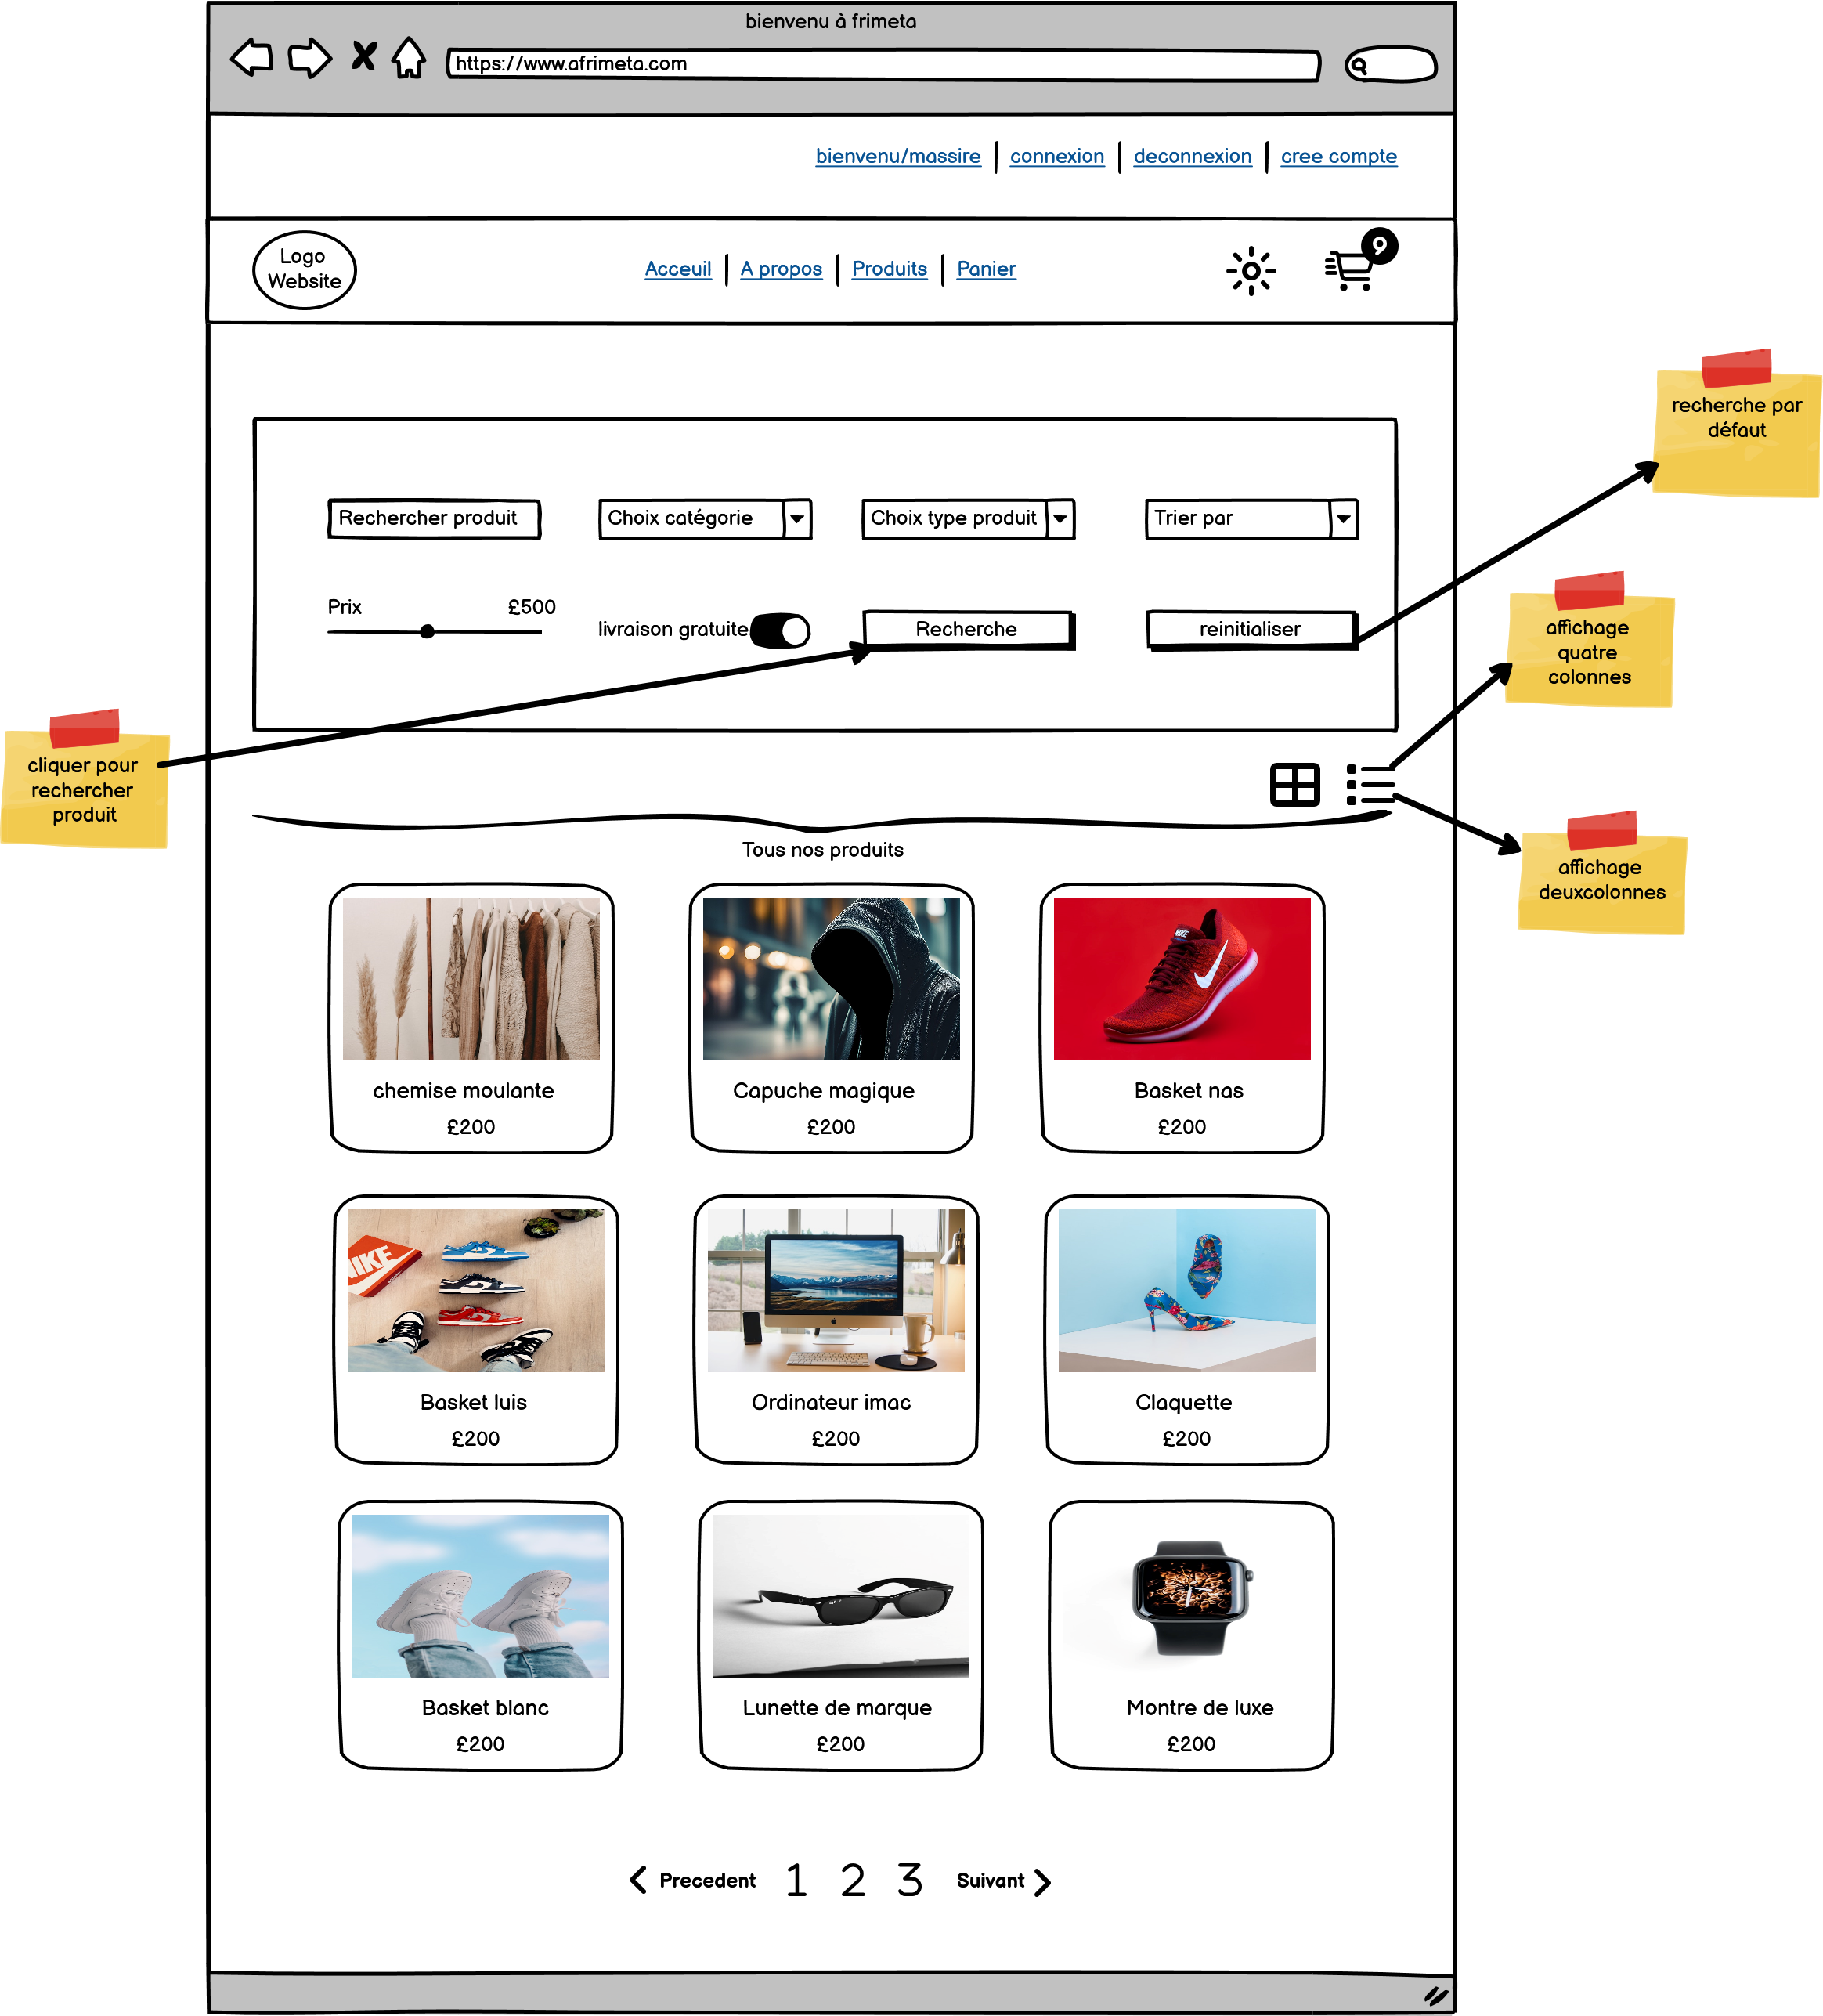 bienvenu à frimeta
https://www.afrimeta.com
bienvenu/massire
connexion
deconnexion
cree compte
Logo
Website
Acceuil
A propos
Produits
Panier
9
recherche par
défaut
Rechercher produit
Choix catégorie
Choix type produit
Trier par
Prix
£500
livraison gratuite
Recherche
reinitialiser
affichage
quatre
colonnes
cliquer pour
rechercher
produit
affichage
deuxcolonnes
Tous nos produits
NIKE
chemise moulante
£200
Capuche magique
£200
Basket nas
£200
NIKE
Basket luis
£200
Ordinateur imac
£200
Claquette
£200
Basket blanc
£200
Lunette de marque
£200
Montre de luxe
£200
Precedent
1
2
3
Suivant